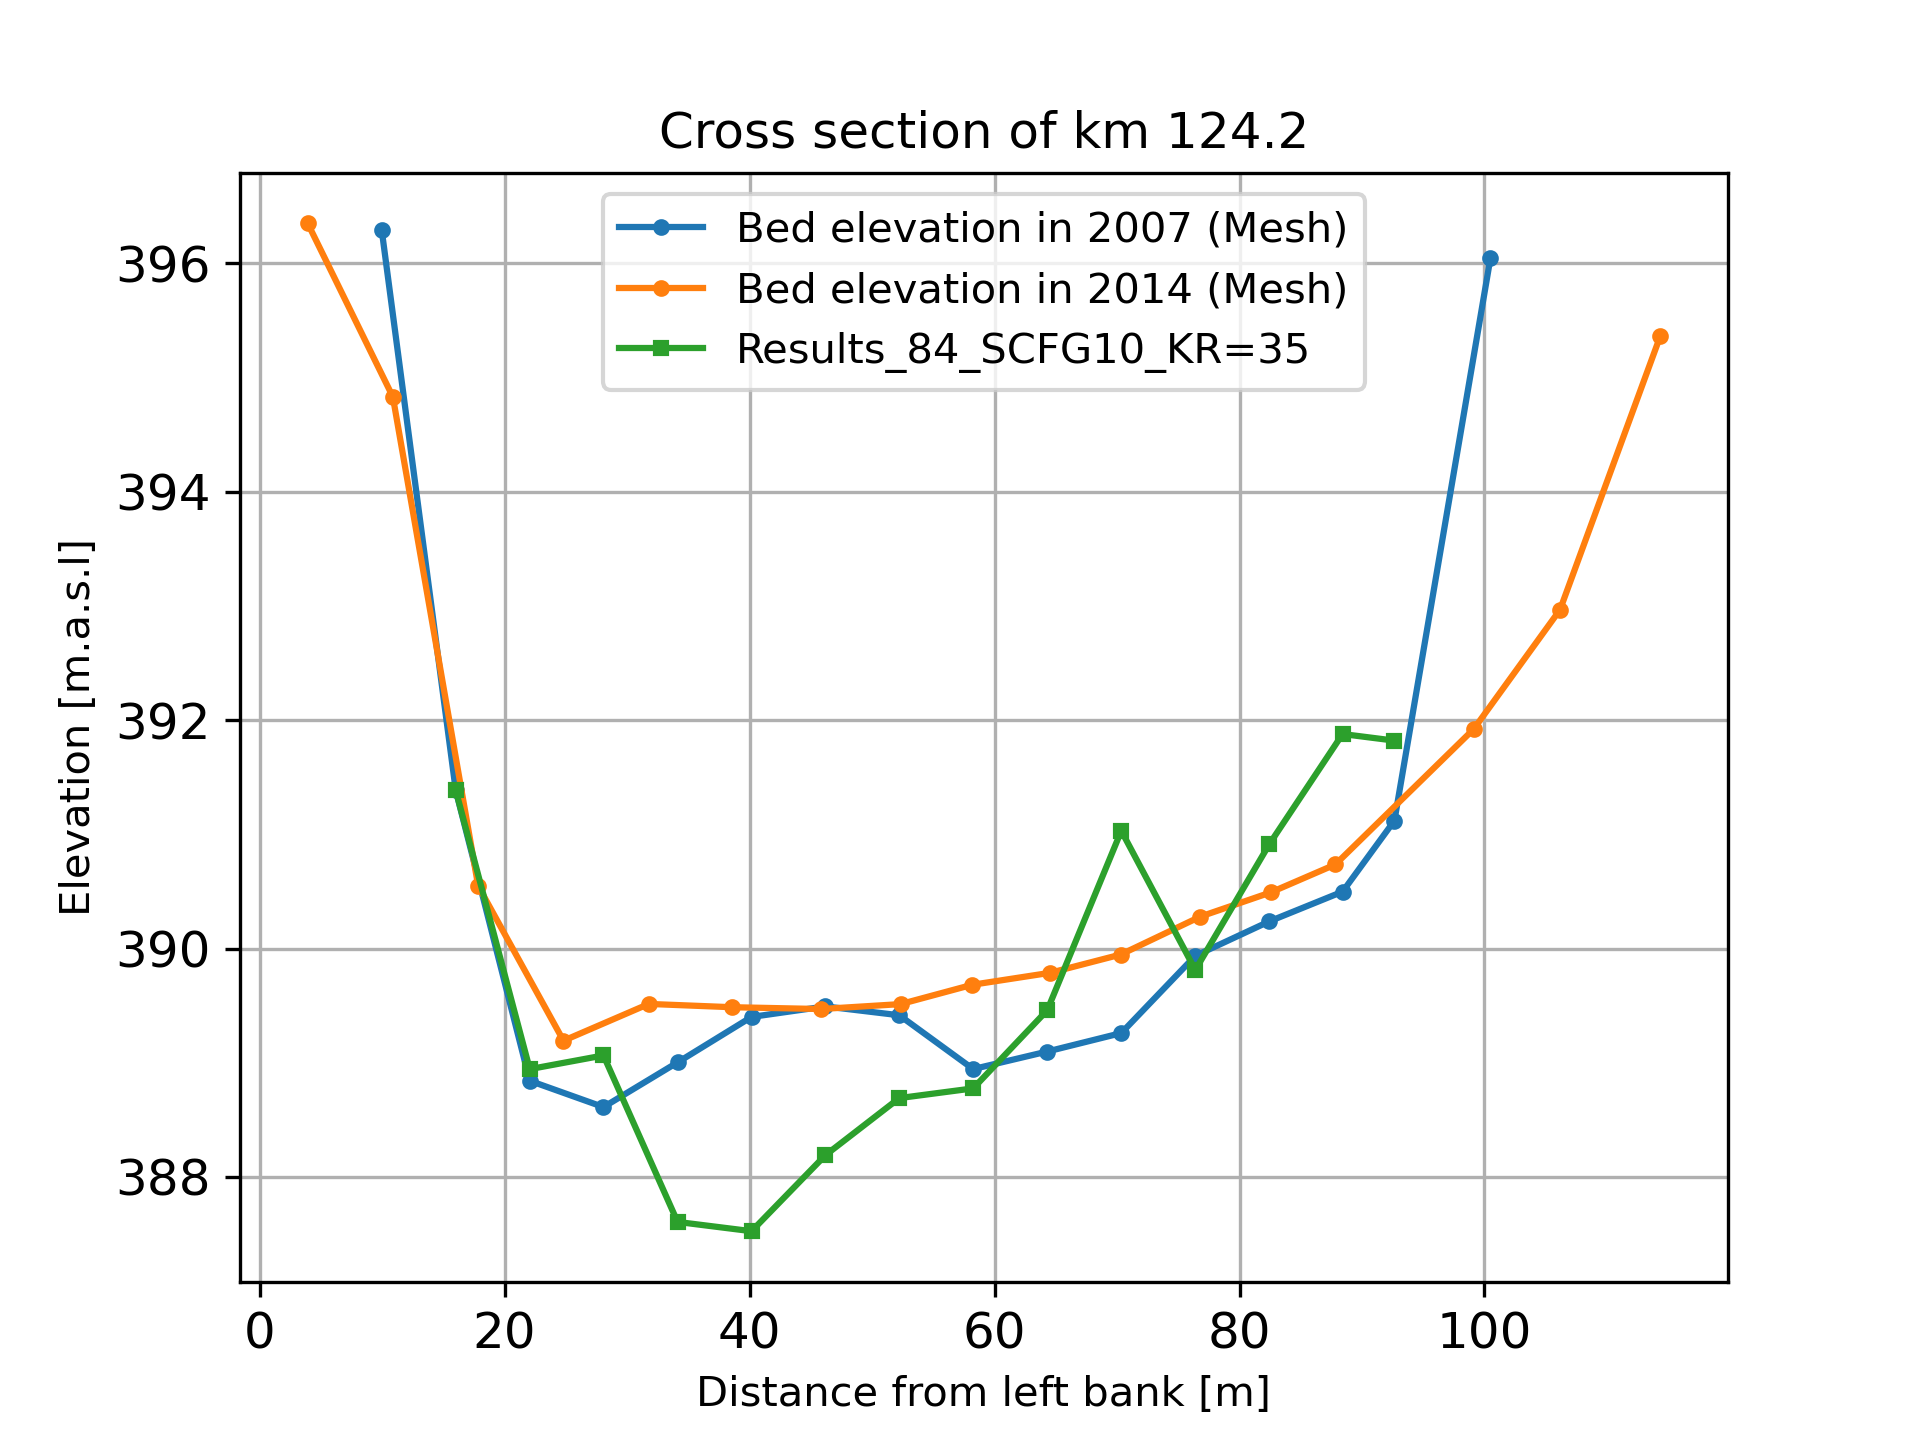 Cross section of km 124.2
Bed elevation in 2007 (Mesh)
Bed elevation in 2014 (Mesh)
Results_84_SCFG10_KR=35
Elevation [m.a.s.l]
396
394
392
390
388
0 20 40 60 80 100
Distance from left bank [m]